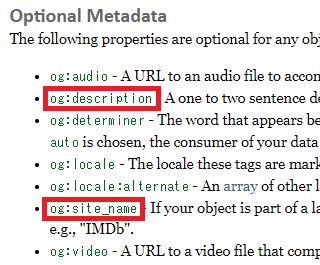 Optional Metadata
The following properties are optional for any obj
og:audio - A URL to an audio file to accom
og:description - A one to two sentence de
og:determiner - The word that appears be
auto is chosen, the consumer of your data
og:locale - The locale these tags are mark
og:locale:alternate - An array of other l
og:site_name - If your object is part of a la
e.g., "IMDb".
og:video - A URL to a video file that comp